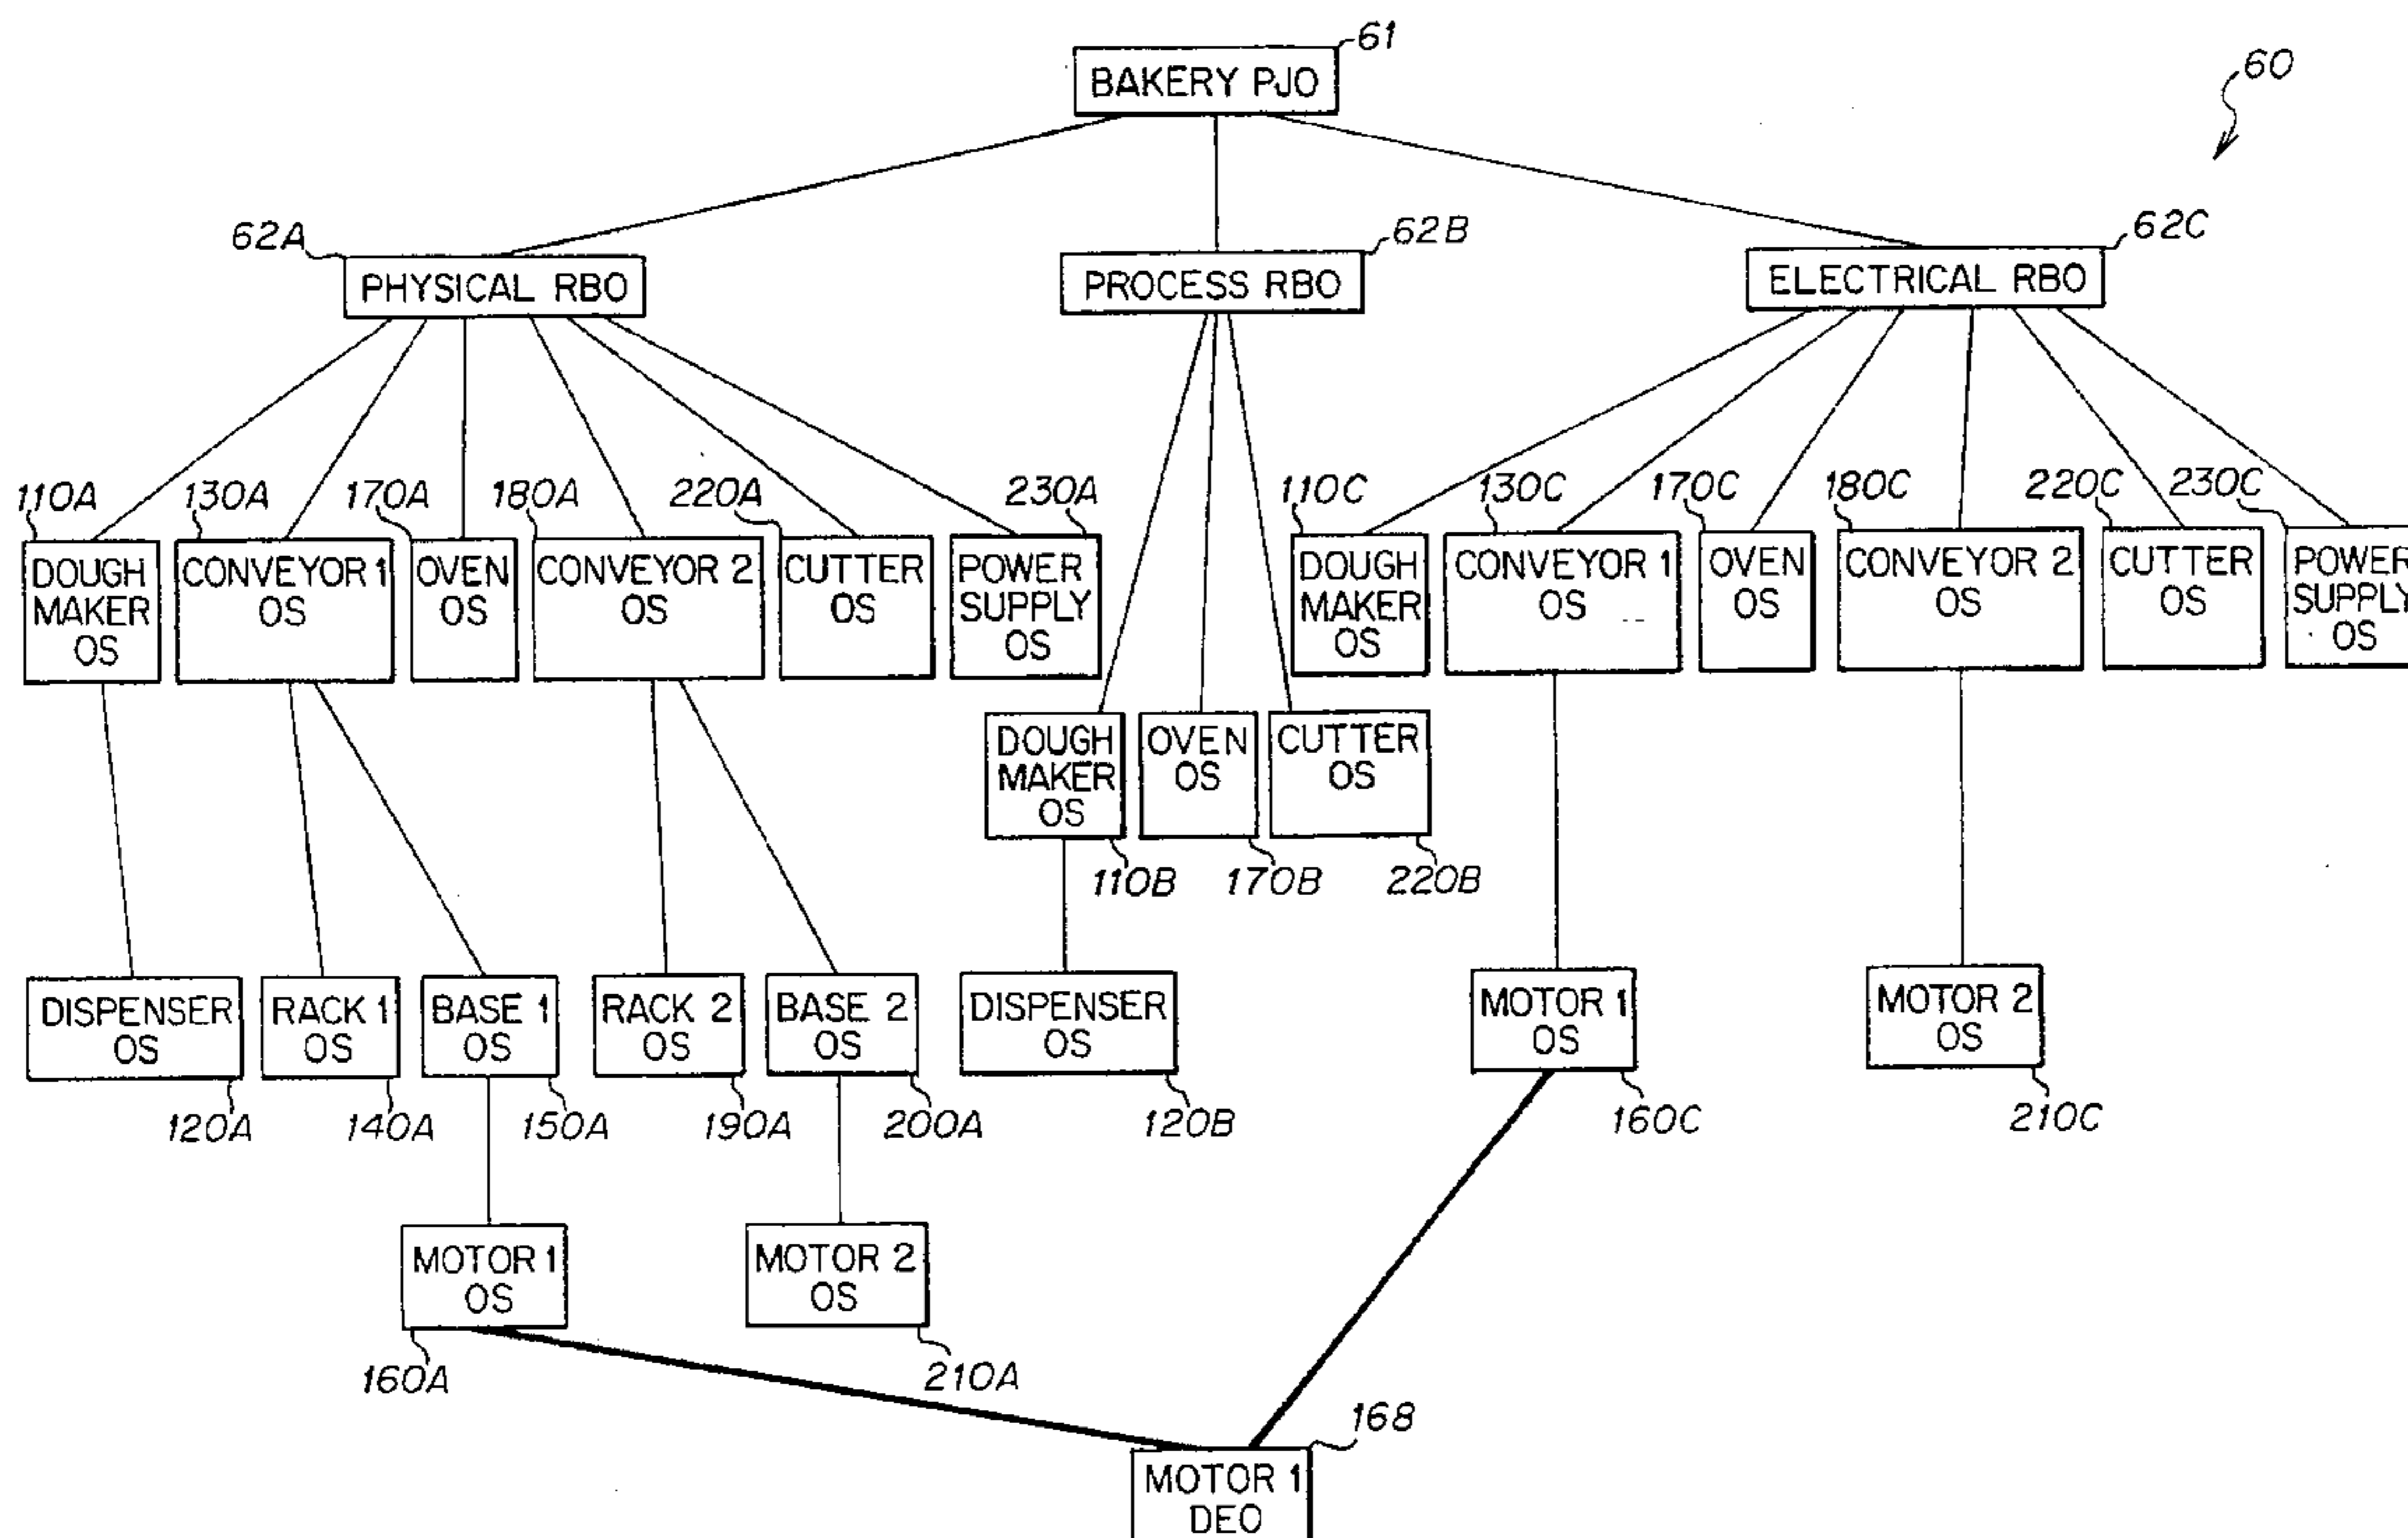 61
BAKERY PJO
60
62A
PHYSICAL RBO
62B
PROCESS RBO
62C
ELECTRICAL RBO
110A
130A
170A
180A
220A
230A
110C
130C
170C
180C
220C
230C
DOUGH
MAKER
OS
CONVEYOR 1
OS
OVEN
OS
CONVEYOR 2
OS
CUTTER
OS
POWER
SUPPLY
OS
DOUGH
MAKER
OS
CONVEYOR 1
OS
OVEN
OS
CONVEYOR 2
OS
CUTTER
OS
POWER
SUPPLY
OS
DOUGH
MAKER
OS
OVEN
OS
CUTTER
OS
110B
170B
220B
DISPENSER
OS
RACK 1
OS
BASE 1
OS
RACK 2
OS
BASE 2
OS
DISPENSER
OS
MOTOR 1
OS
MOTOR 2
OS
120A
140A
150A
190A
200A
120B
160C
210C
MOTOR 1
OS
MOTOR 2
OS
160A
210A
168
MOTOR 1
DEO